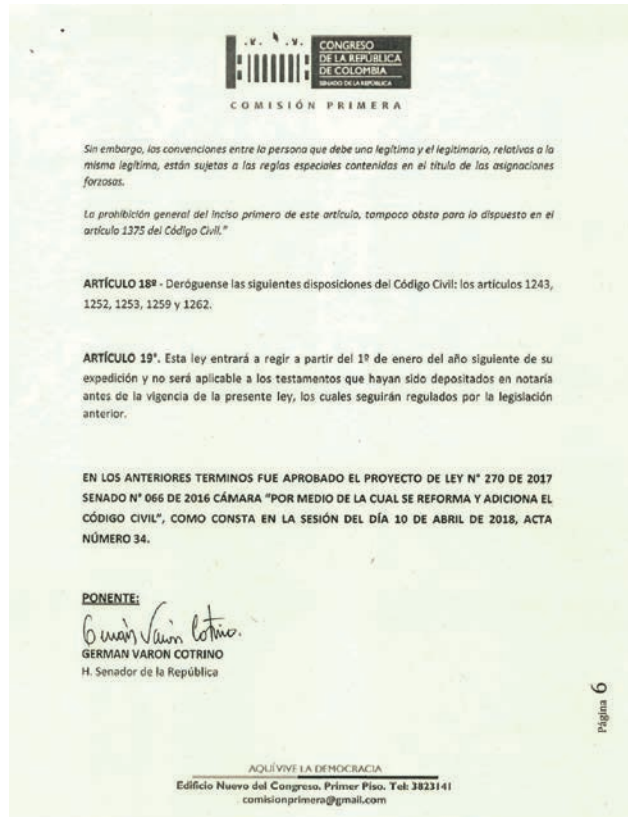 CONGRESO
DE LA REPÚBLICA
DE COLOMBIA
SENADO DE LA REPÚBLICA
COMISIÓN PRIMERA
Sin embargo, las convenciones entre la persona que debe una legítima y el legitimario, relativas a la
misma legítima, están sujetas a las reglas especiales contenidas en el título de las asignaciones
forzosas.
La prohibición general del inciso primero de este artículo, tampoco obsta para lo dispuesto en el
artículo 1375 del Código Civil."
ARTÍCULO 18º - Deróguense las siguientes disposiciones del Código Civil: los artículos 1243,
1252, 1253, 1259 y 1262.
ARTÍCULO 19°. Esta ley entrará a regir a partir del 1º de enero del año siguiente de su
expedición y no será aplicable a los testamentos que hayan sido depositados en notaría
antes de la vigencia de la presente ley, los cuales seguirán regulados por la legislación
anterior.
EN LOS ANTERIORES TERMINOS FUE APROBADO EL PROYECTO DE LEY N° 270 DE 2017
SENADO N° 066 DE 2016 CÁMARA "POR MEDIO DE LA CUAL SE REFORMA Y ADICIONA EL
CÓDIGO CIVIL", COMO CONSTA EN LA SESIÓN DEL DÍA 10 DE ABRIL DE 2018, ACTA
NÚMERO 34.
PONENTE:
Germán Varón Cotrino.
GERMAN VARON COTRINO
H. Senador de la República
Página 6
AQUÍ VIVE LA DEMOCRACIA
Edificio Nuevo del Congreso. Primer Piso. Tel: 3823141
comisionprimera@gmail.com